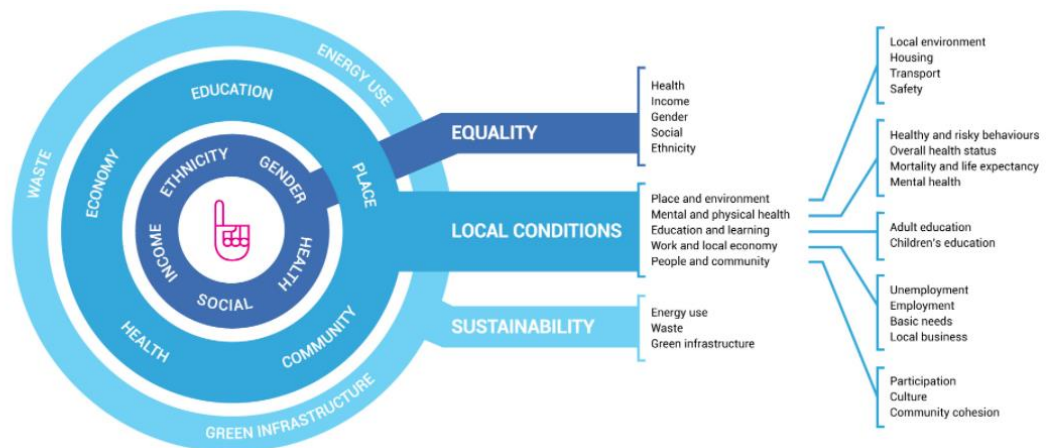 ENERGY USE
WASTE
GREEN INFRASTRUCTURE
EDUCATION
ECONOMY
PLACE
HEALTH
COMMUNITY
ETHNICITY
GENDER
INCOME
HEALTH
SOCIAL
EQUALITY
Health
Income
Gender
Social
Ethnicity
LOCAL CONDITIONS
Place and environment
Mental and physical health
Education and learning
Work and local economy
People and community
SUSTAINABILITY
Energy use
Waste
Green infrastructure
Local environment
Housing
Transport
Safety
Healthy and risky behaviours
Overall health status
Mortality and life expectancy
Mental health
Adult education
Children's education
Unemployment
Employment
Basic needs
Local business
Participation
Culture
Community cohesion